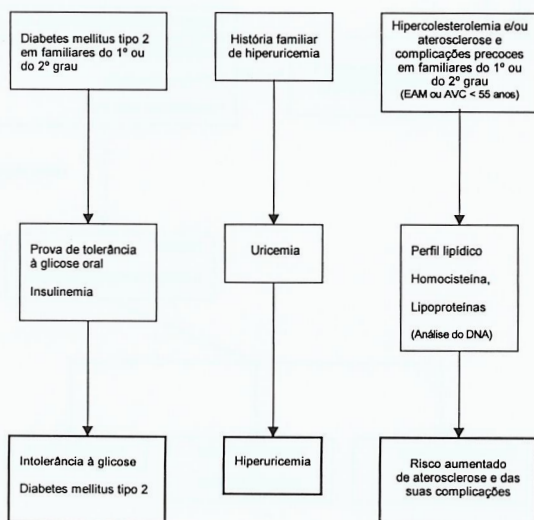 Diabetes mellitus tipo 2
em familiares do 1º ou
do 2º grau
História familiar
de hiperuricemia
Hipercolesterolemia e/ou
aterosclerose e
complicações precoces
em familiares do 1º ou
do 2º grau
(EAM ou AVC < 55 anos)
Prova de tolerância
à glicose oral
Insulinemia
Uricemia
Perfil lipídico
Homocisteína,
Lipoproteínas
(Análise do DNA)
Intolerância à glicose
Diabetes mellitus tipo 2
Hiperuricemia
Risco aumentado
de aterosclerose e das
suas complicações